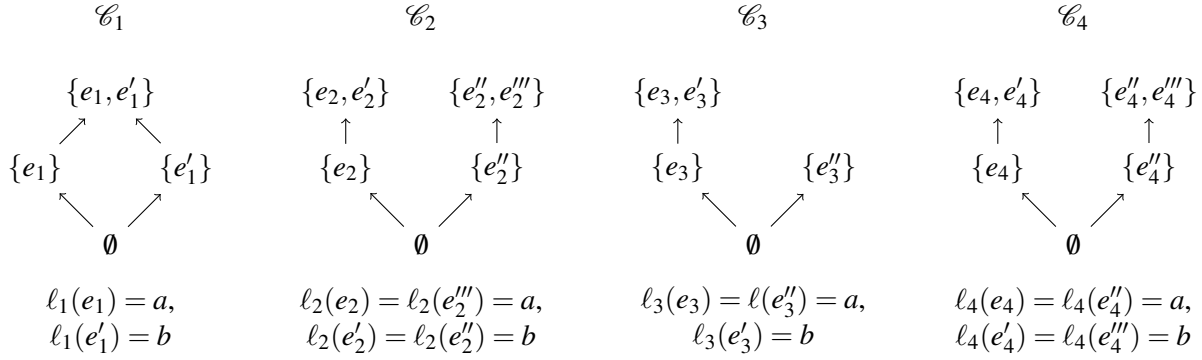 𝒞₁ 𝒞₂ 𝒞₃ 𝒞₄
{e₁, e′₁} {e₂, e′₂} {e″₂, e‴₂} {e₃, e′₃} {e₄, e′₄} {e″₄, e‴₄}
{e₁} {e′₁} {e₂} {e″₂} {e₃} {e″₃} {e₄} {e″₄}
∅ ∅ ∅ ∅
ℓ₁(e₁) = a, ℓ₂(e₂) = ℓ₂(e‴₂) = a, ℓ₃(e₃) = ℓ(e″₃) = a, ℓ₄(e₄) = ℓ₄(e″₄) = a,
ℓ₁(e′₁) = b ℓ₂(e′₂) = ℓ₂(e″₂) = b ℓ₃(e′₃) = b ℓ₄(e′₄) = ℓ₄(e‴₄) = b